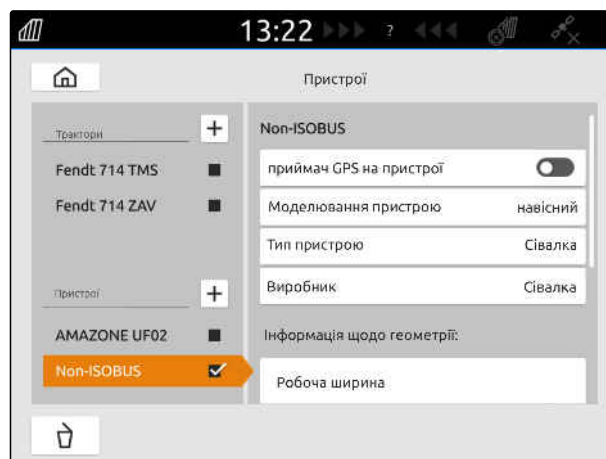 13:22 ?
Пристрої
Трактори +
Fendt 714 TMS
Fendt 714 ZAV
Пристрої +
AMAZONE UF02
Non-ISOBUS
Non-ISOBUS
приймач GPS на пристрої
Моделювання пристрою навісний
Тип пристрою Сівалка
Виробник Сівалка
Інформація щодо геометрії:
Робоча ширина